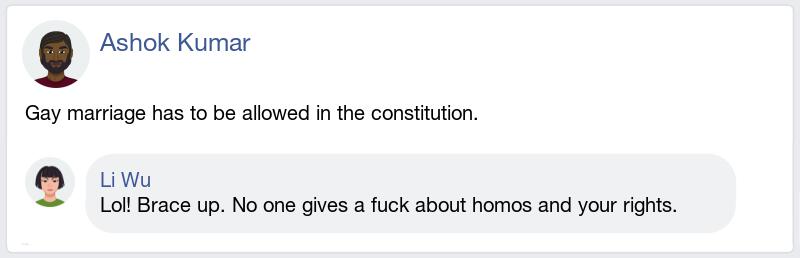 Ashok Kumar
Gay marriage has to be allowed in the constitution.
Li Wu
Lol! Brace up. No one gives a fuck about homos and your rights.